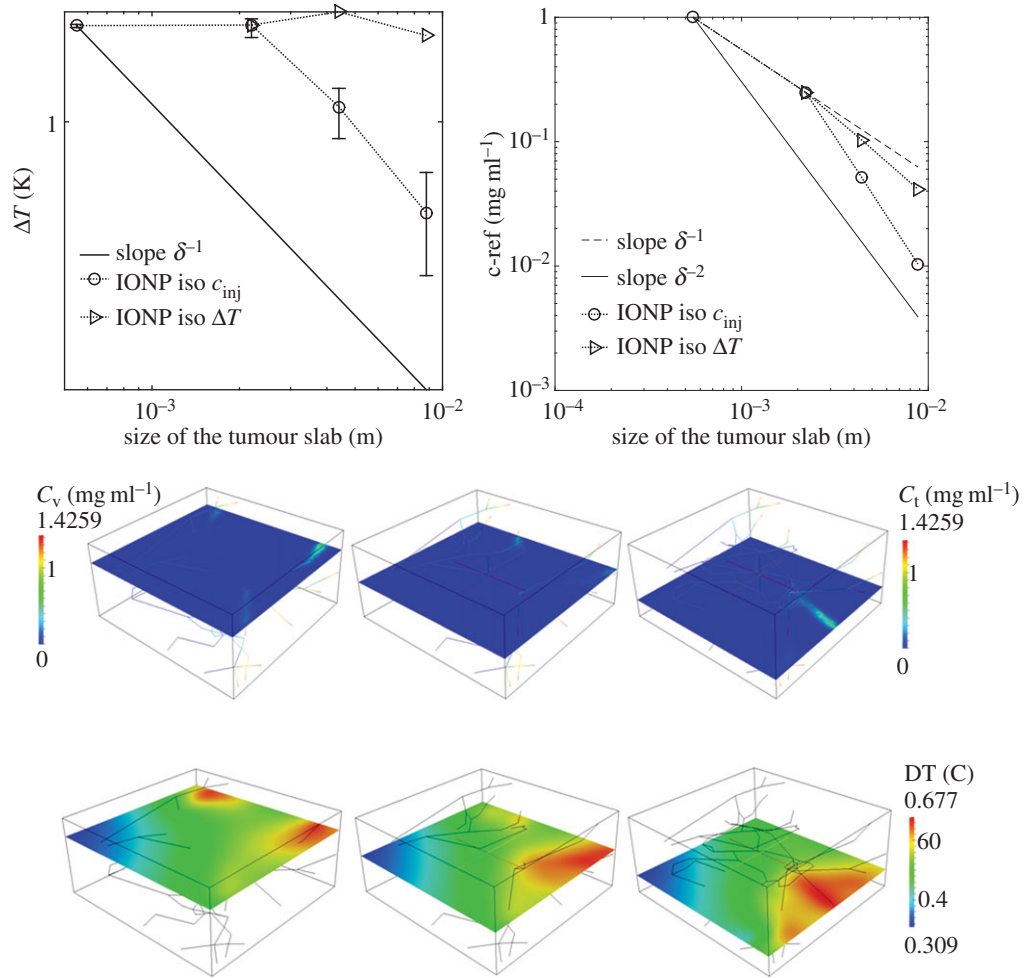 1
ΔT (K)
slope δ⁻¹
IONP iso c_inj
IONP iso ΔT
10⁻³
10⁻²
size of the tumour slab (m)
1
10⁻¹
10⁻²
10⁻³
c-ref (mg ml⁻¹)
slope δ⁻¹
slope δ⁻²
IONP iso c_inj
IONP iso ΔT
10⁻⁴
10⁻³
10⁻²
size of the tumour slab (m)
C_v (mg ml⁻¹)
1.4259
1
0
C_t (mg ml⁻¹)
1.4259
1
0
DT (C)
0.677
60
0.4
0.309